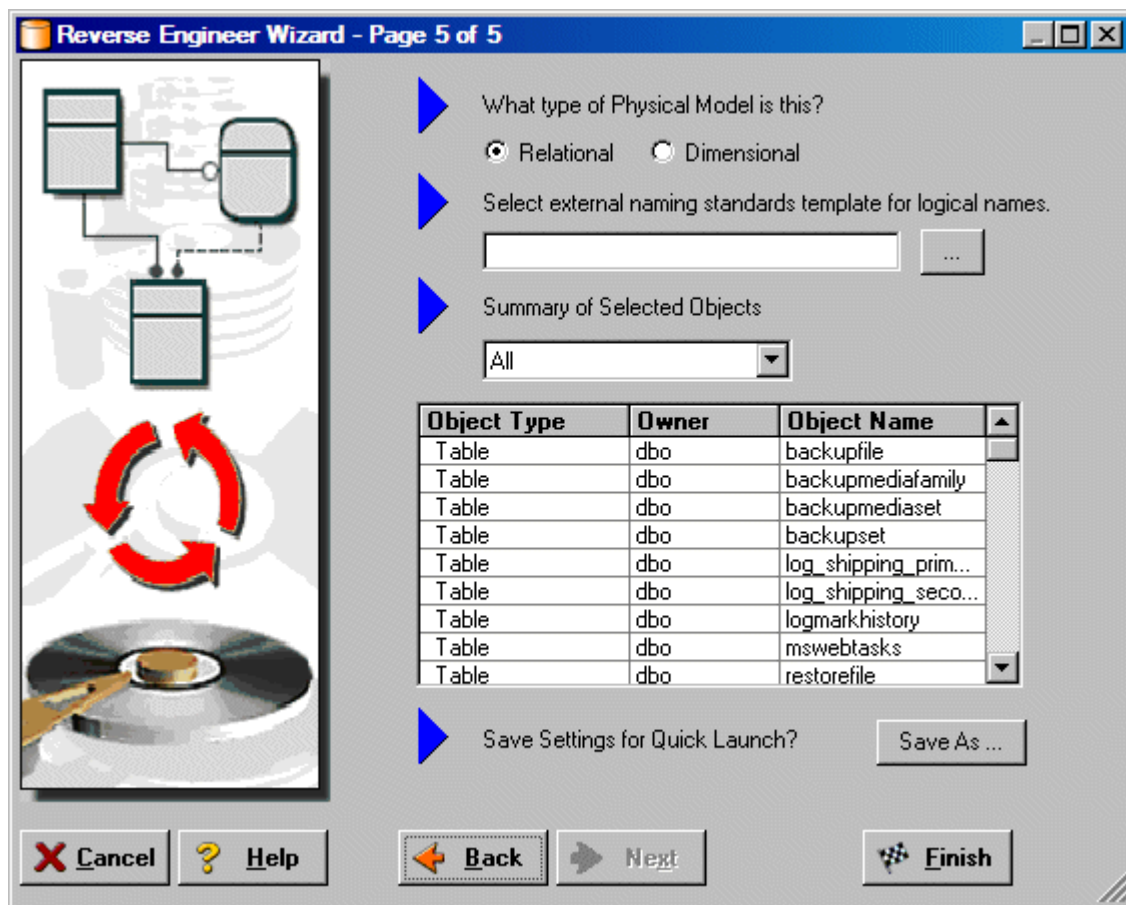 Reverse Engineer Wizard - Page 5 of 5
What type of Physical Model is this?
Relational Dimensional
Select external naming standards template for logical names.
...
Summary of Selected Objects
All
Object Type Owner Object Name
Table dbo backupfile
Table dbo backupmediafamily
Table dbo backupmediaset
Table dbo backupset
Table dbo log_shipping_prim...
Table dbo log_shipping_seco...
Table dbo logmarkhistory
Table dbo mswebtasks
Table dbo restorefile
Save Settings for Quick Launch? Save As ...
Cancel Help Back Next Finish